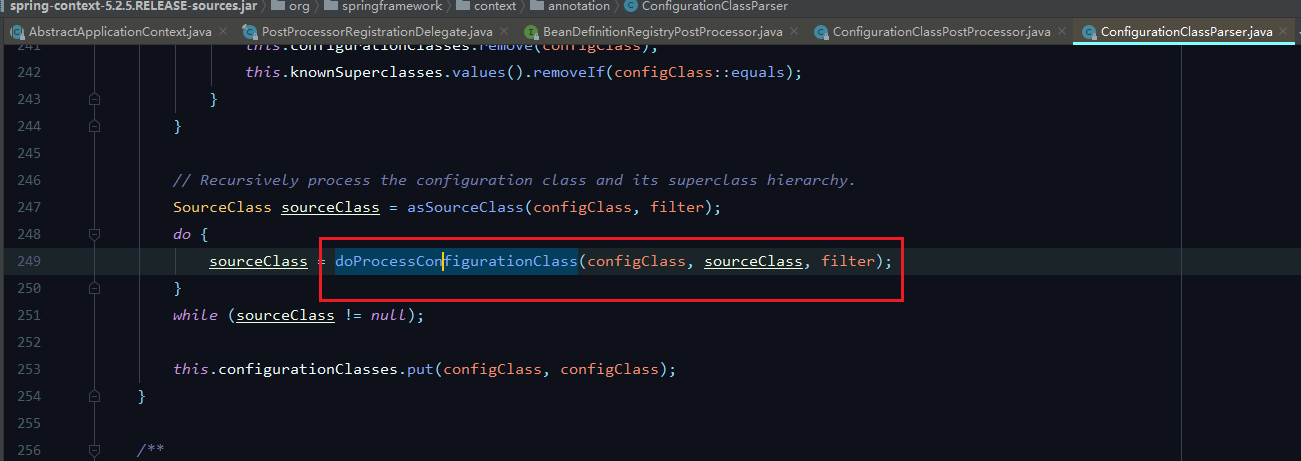 spring-context-5.2.5.RELEASE-sources.jar org springframework context annotation ConfigurationClassParser
AbstractApplicationContext.java PostProcessorRegistrationDelegate.java BeanDefinitionRegistryPostProcessor.java ConfigurationClassPostProcessor.java ConfigurationClassParser.java
241 this.configurationClasses.remove(configClass);
242 this.knownSuperclasses.values().removeIf(configClass::equals);
243 }
244 }
245
246 // Recursively process the configuration class and its superclass hierarchy.
247 SourceClass sourceClass = asSourceClass(configClass, filter);
248 do {
249 sourceClass = doProcessConfigurationClass(configClass, sourceClass, filter);
250 }
251 while (sourceClass != null);
252
253 this.configurationClasses.put(configClass, configClass);
254 }
255
256 /**